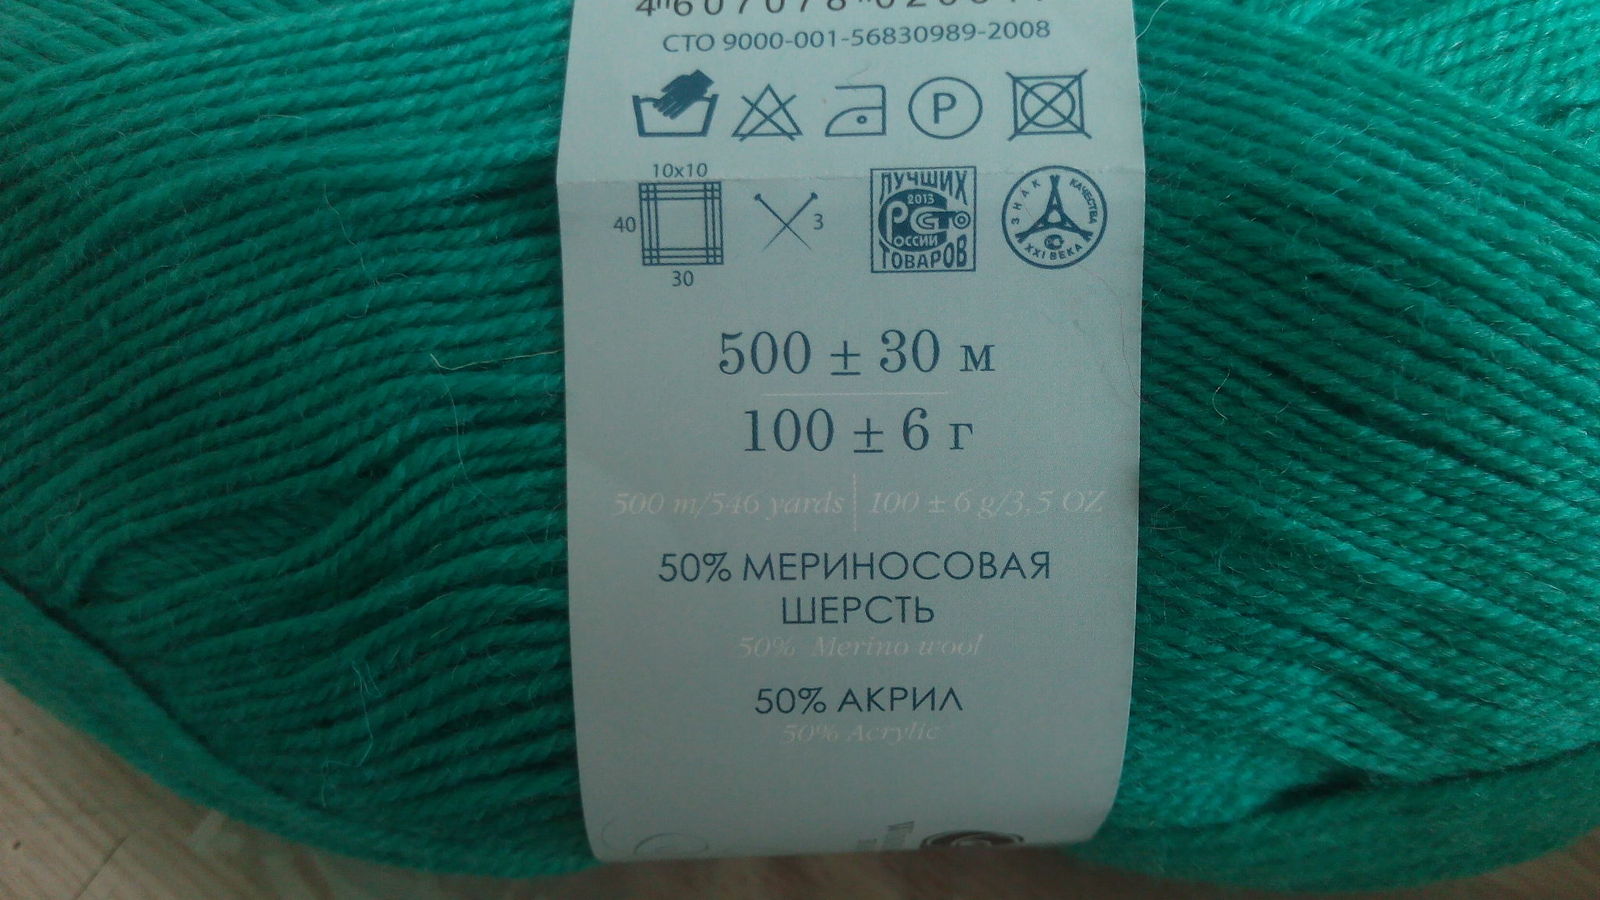 СТО 9000-001-56830989-2008
P
10x10
40
30
3
ЛУЧШИХ
2013
РОССИИ
СТО
ТОВАРОВ
ЗНАК КАЧЕСТВА
XXI ВЕКА
500 ± 30 м
100 ± 6 г
500 m/546 yards | 100 ± 6 g/3,5 OZ
50% МЕРИНОСОВАЯ
ШЕРСТЬ
50% Merino wool
50% АКРИЛ
50% Acrylic